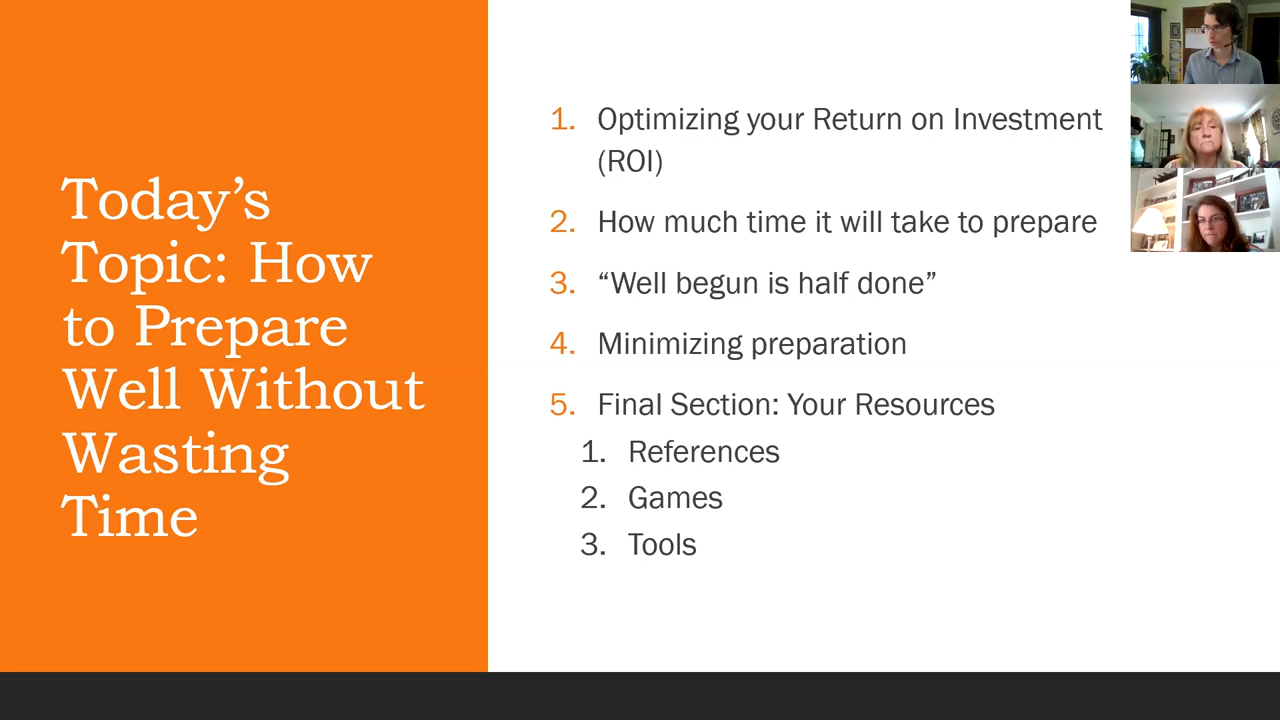 Today’s
Topic: How
to Prepare
Well Without
Wasting
Time
1. Optimizing your Return on Investment
(ROI)
2. How much time it will take to prepare
3. “Well begun is half done”
4. Minimizing preparation
5. Final Section: Your Resources
1. References
2. Games
3. Tools